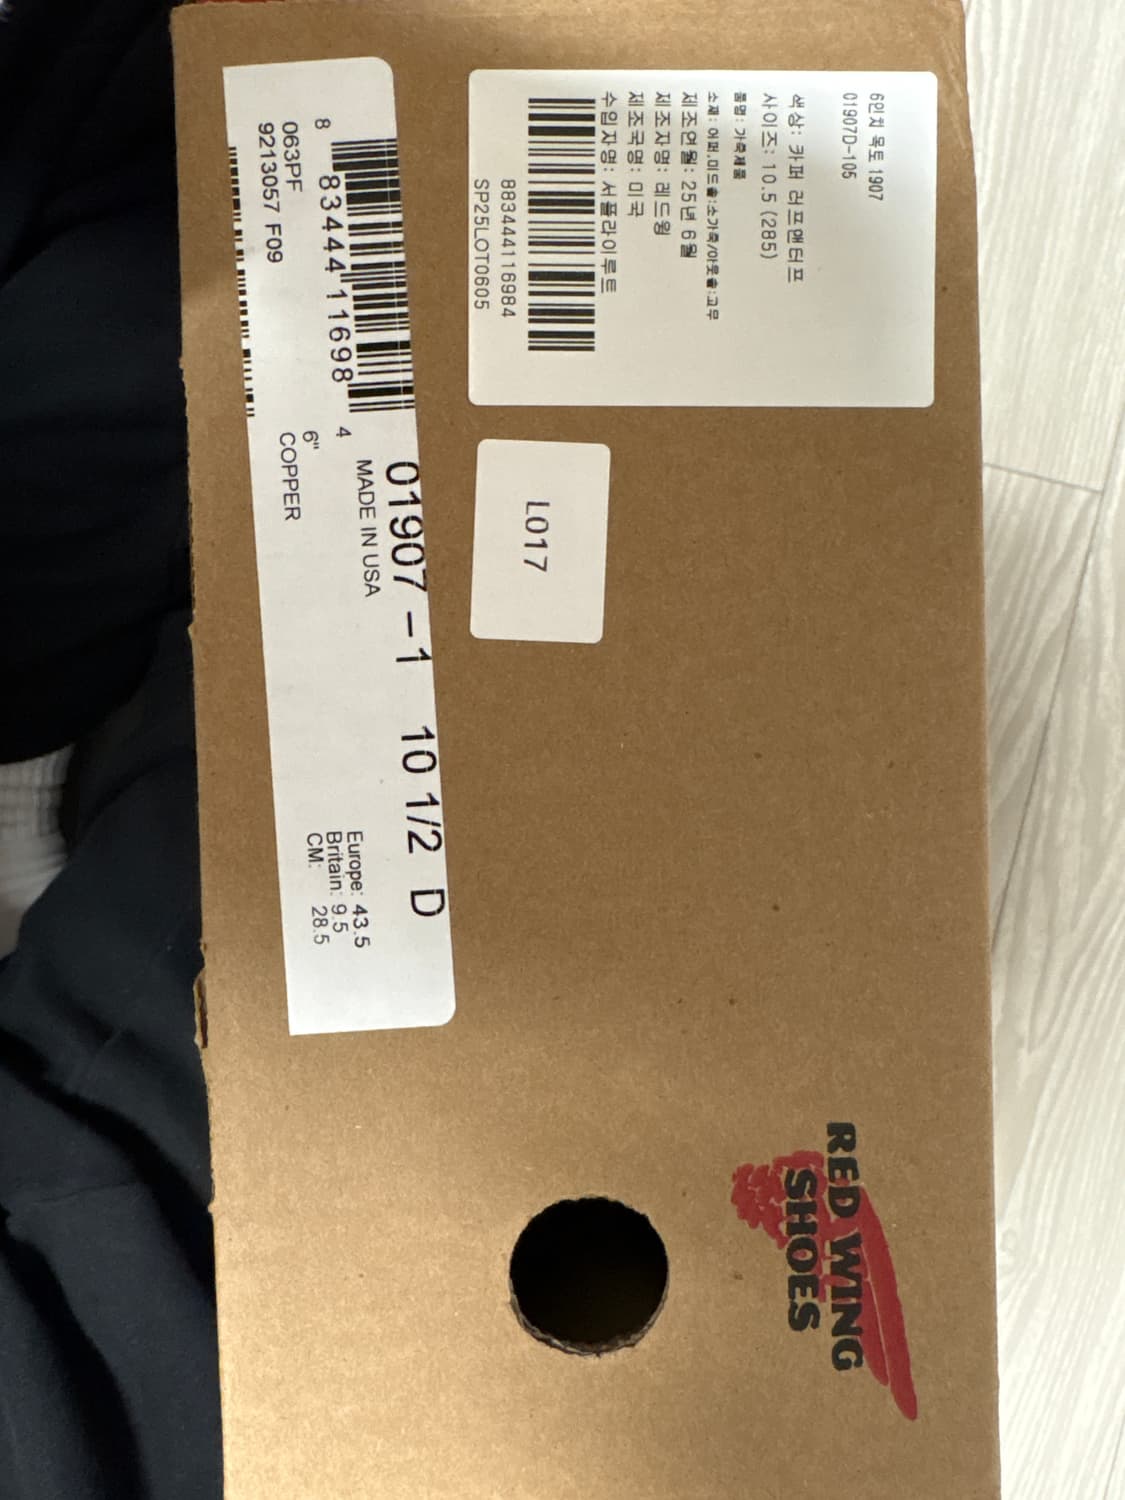 6인치 목토 1907
01907D-105
색상: 카퍼 러프앤터프
사이즈: 10.5 (285)
품명: 가죽제품
소재: 어퍼,미드솔:소가죽/아웃솔:고무
제조연월: 25년 6월
제조자명: 레드윙
제조국명: 미국
수입자명: 서플라이루트
883444116984
SP25LOT0605
L017
01907 – 1 10 1/2 D
MADE IN USA
8 83444 11698 4
6"
COPPER
063PF
9213057 F09
Europe: 43.5
Britain: 9.5
CM: 28.5
RED WING
SHOES